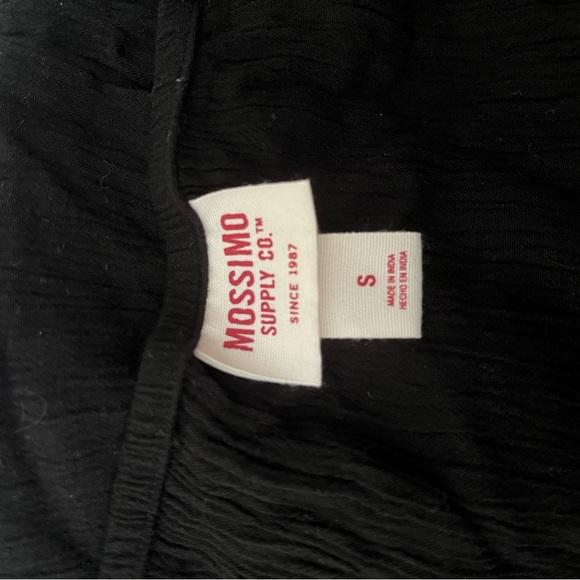 MOSSIMO
SUPPLY CO.™
SINCE 1987
S
MADE IN INDIA
HECHO EN INDIA